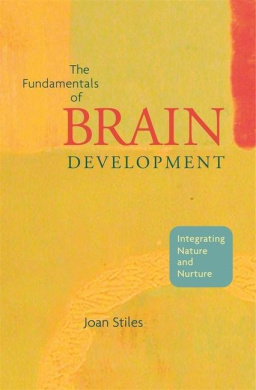 The
Fundamentals
of
BRAIN
DEVELOPMENT
Integrating
Nature
and
Nurture
Joan Stiles